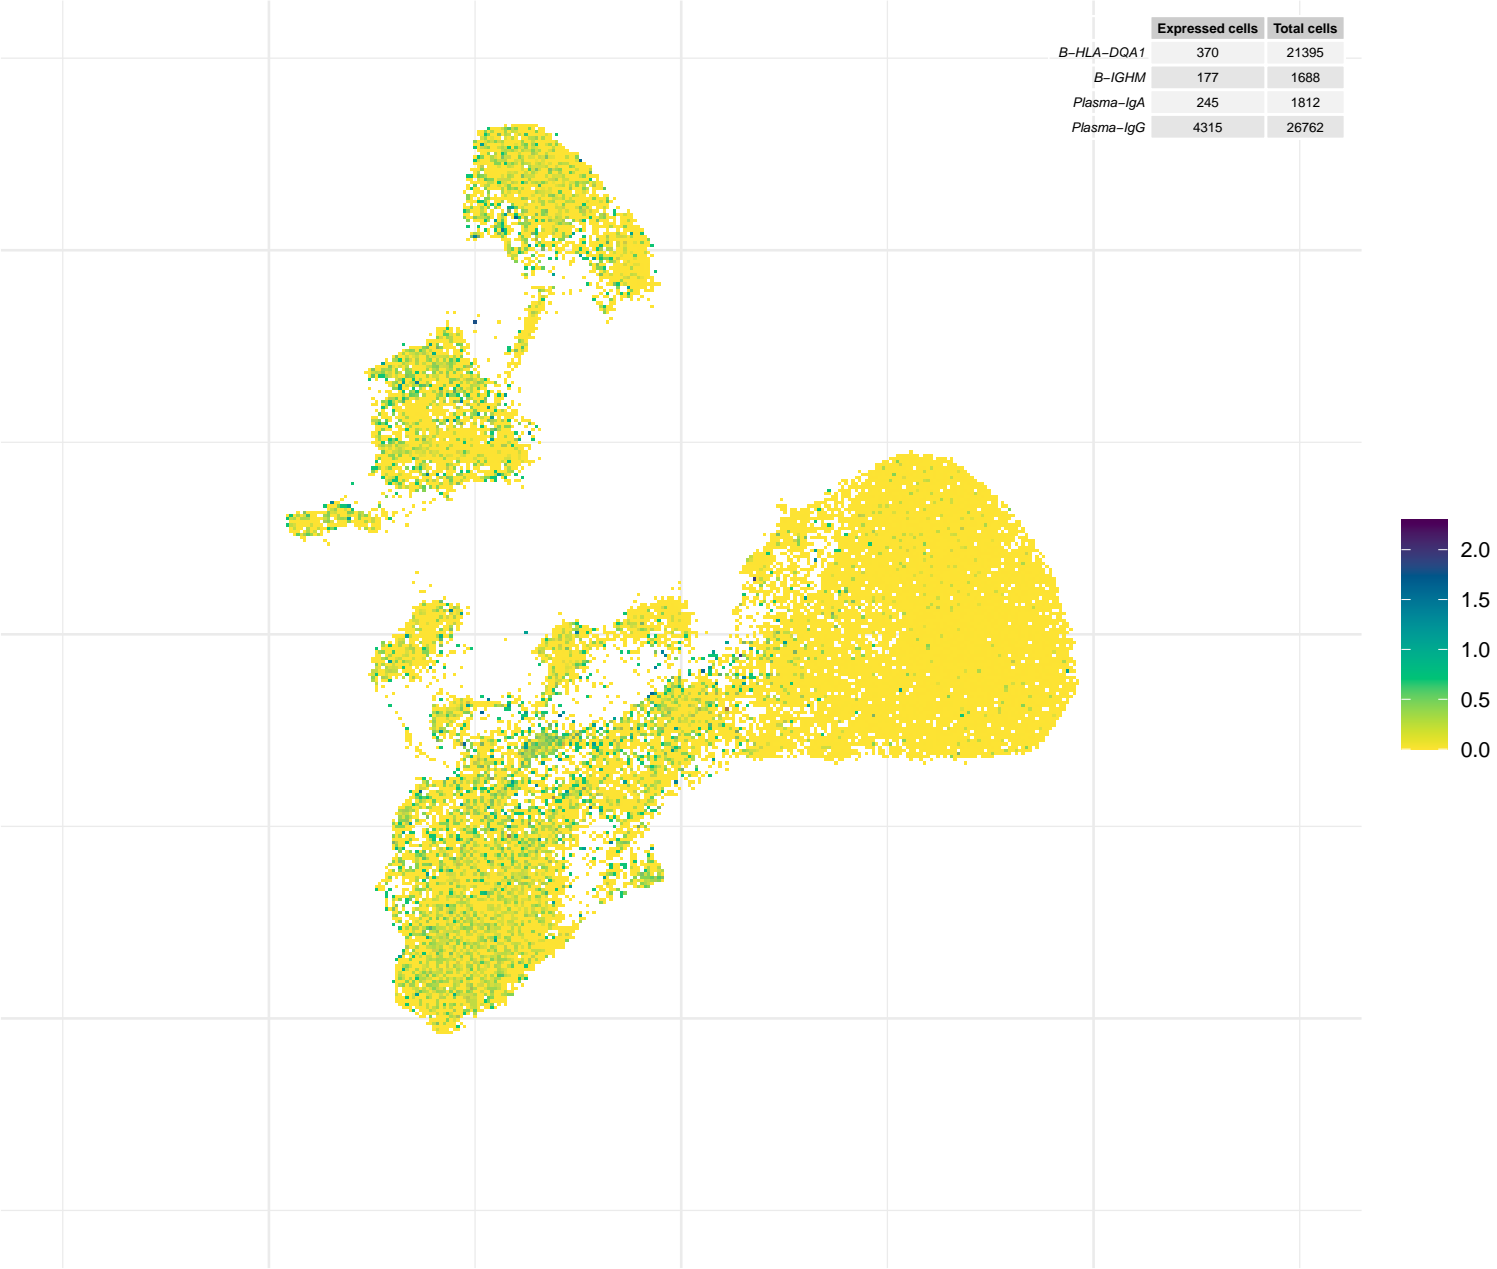 Expressed cells Total cells
B−HLA−DQA1 370 21395
B−IGHM 177 1688
Plasma−IgA 245 1812
Plasma−IgG 4315 26762
2.0
1.5
1.0
0.5
0.0